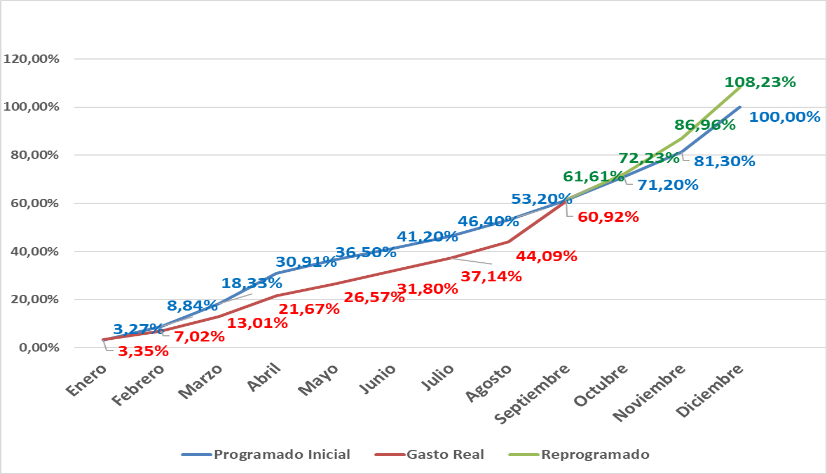 120,00%
100,00%
80,00%
60,00%
40,00%
20,00%
0,00%
3,27%
8,84%
18,33%
30,91%
36,50%
41,20%
46,40%
53,20%
61,61%
72,23%
86,96%
108,23%
100,00%
81,30%
71,20%
60,92%
44,09%
37,14%
31,80%
26,57%
21,67%
13,01%
7,02%
3,35%
Enero
Febrero
Marzo
Abril
Mayo
Junio
Julio
Agosto
Septiembre
Octubre
Noviembre
Diciembre
Programado Inicial
Gasto Real
Reprogramado